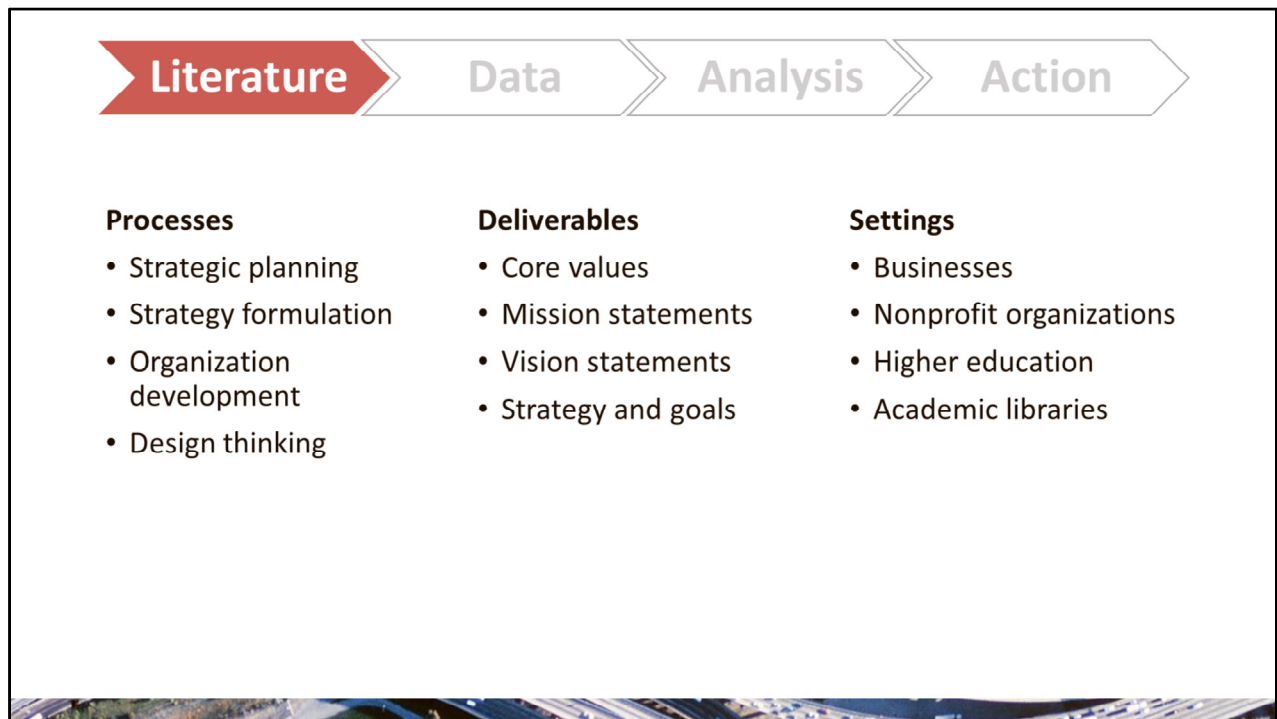 Literature
Data
Analysis
Action
Processes
• Strategic planning
• Strategy formulation
• Organization
development
• Design thinking
Deliverables
• Core values
• Mission statements
• Vision statements
• Strategy and goals
Settings
• Businesses
• Nonprofit organizations
• Higher education
• Academic libraries